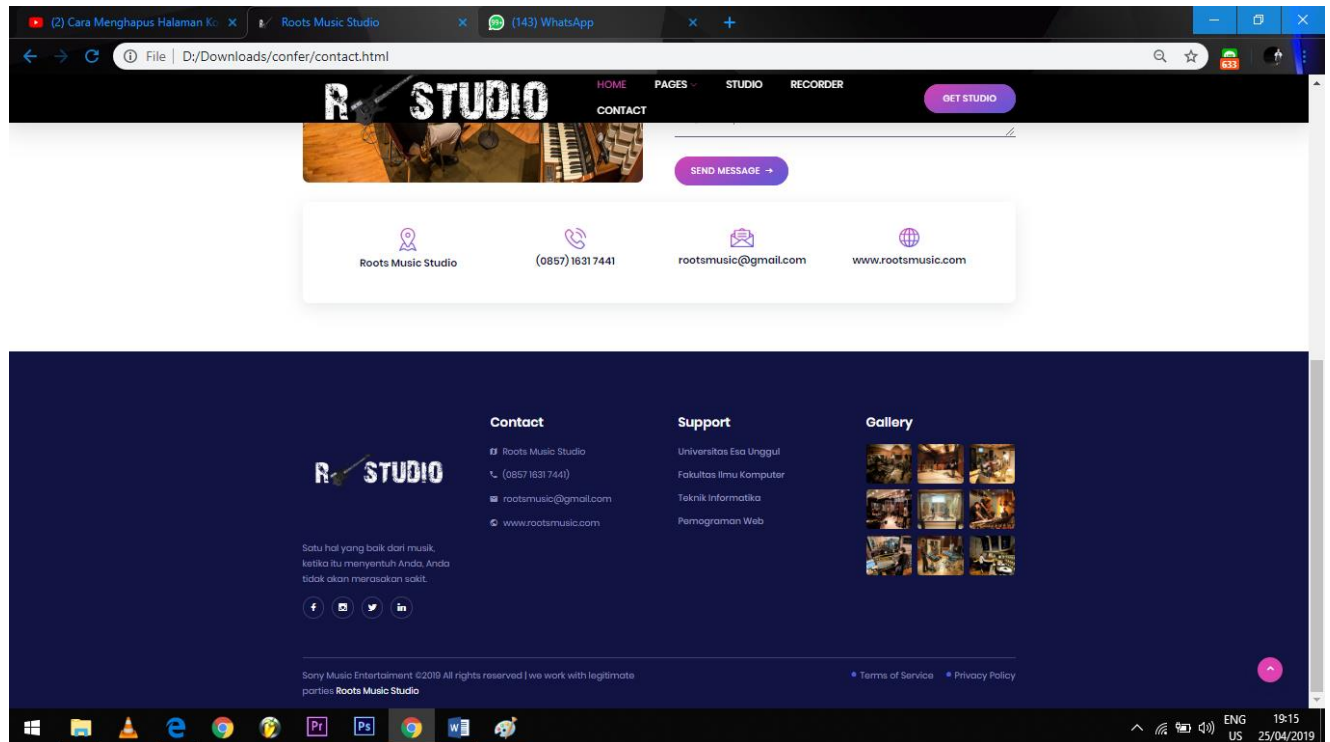 (2) Cara Menghapus Halaman Ko
Roots Music Studio
(143) WhatsApp
File | D:/Downloads/confer/contact.html
633
R STUDIO
HOME PAGES STUDIO RECORDER
CONTACT
GET STUDIO
SEND MESSAGE →
Roots Music Studio
(0857) 1631 7441
rootsmusic@gmail.com
www.rootsmusic.com
R STUDIO
Satu hal yang baik dari musik,
ketika itu menyentuh Anda, Anda
tidak akan merasakan sakit.
Contact
Roots Music Studio
(0857 1631 7441)
rootsmusic@gmail.com
www.rootsmusic.com
Support
Universitas Esa Unggul
Fakultas Ilmu Komputer
Teknik Informatika
Pemograman Web
Gallery
Sony Music Entertaiment ©2019 All rights reserved | we work with legitimate
parties Roots Music Studio
Terms of Service
Privacy Policy
ENG
US
19:15
25/04/2019